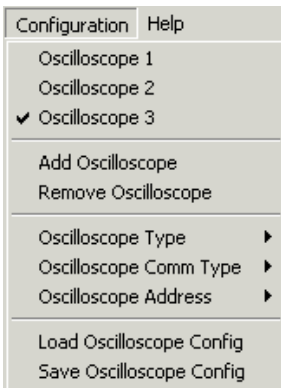 Configuration Help
Oscilloscope 1
Oscilloscope 2
Oscilloscope 3
Add Oscilloscope
Remove Oscilloscope
Oscilloscope Type
Oscilloscope Comm Type
Oscilloscope Address
Load Oscilloscope Config
Save Oscilloscope Config